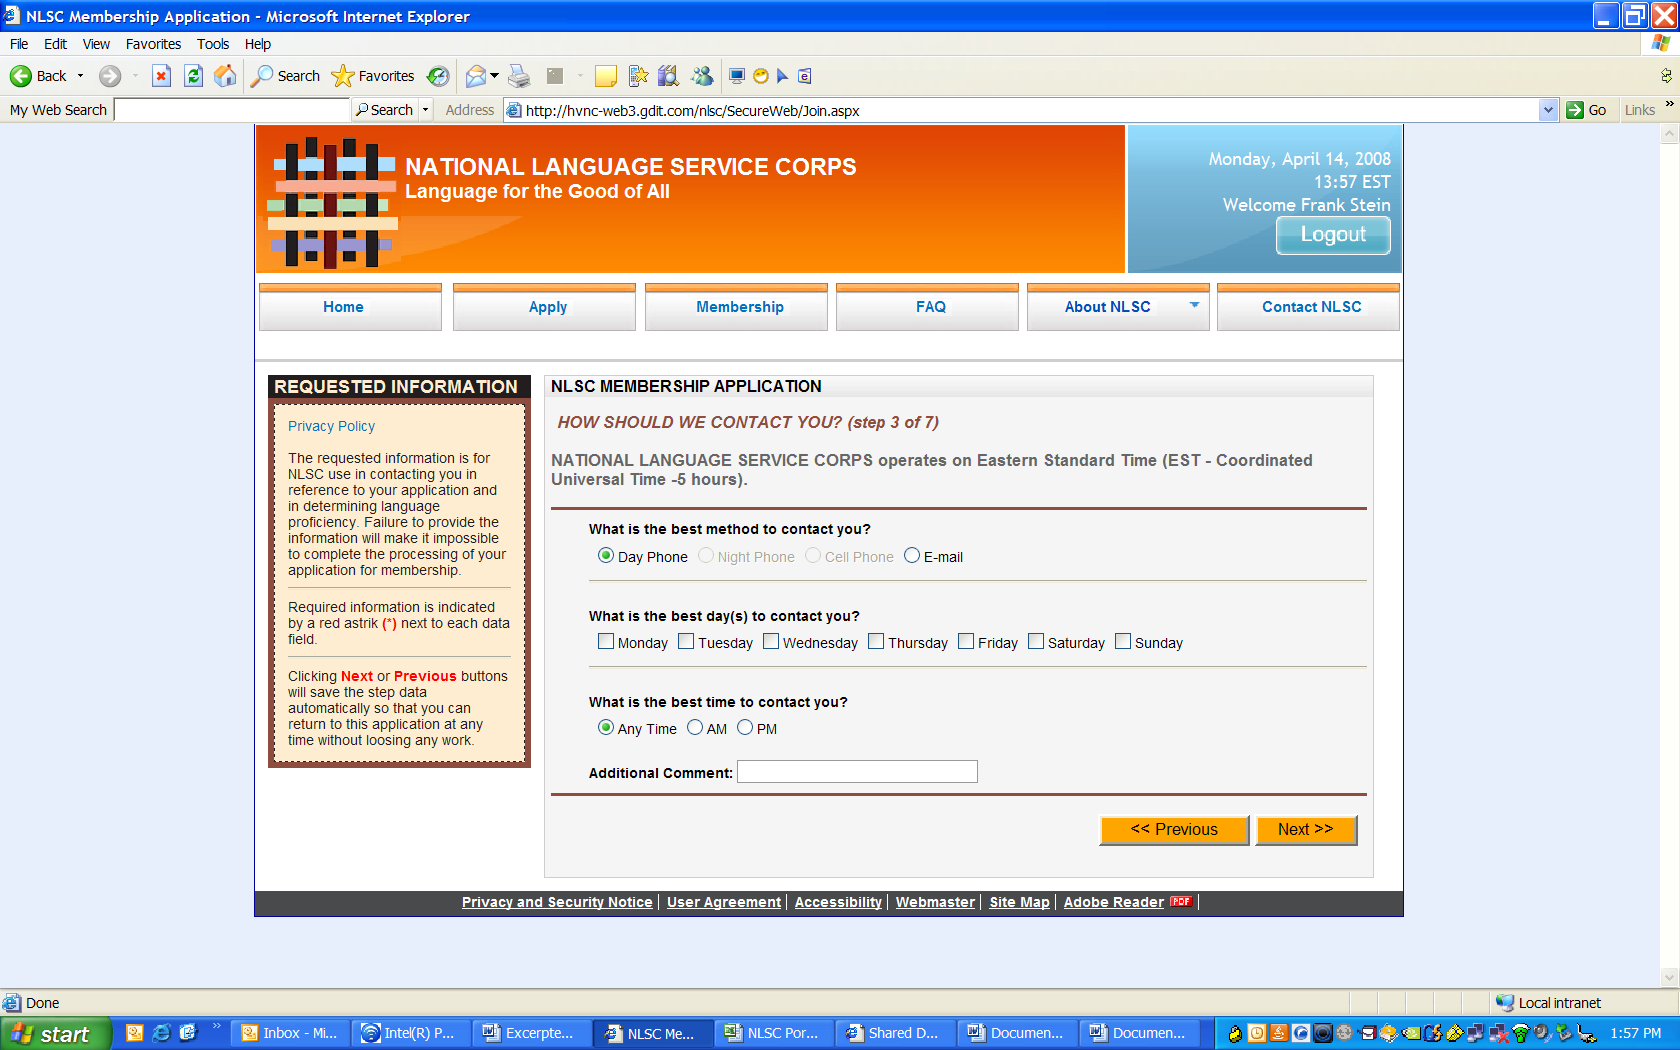 NLSC Membership Application - Microsoft Internet Explorer
File Edit View Favorites Tools Help
Back Search Favorites
My Web Search Search Address http://hvnc-web3.gdit.com/nlsc/SecureWeb/Join.aspx Go Links »
NATIONAL LANGUAGE SERVICE CORPS
Language for the Good of All
Monday, April 14, 2008
13:57 EST
Welcome Frank Stein
Logout
Home Apply Membership FAQ About NLSC Contact NLSC
REQUESTED INFORMATION
Privacy Policy
The requested information is for
NLSC use in contacting you in
reference to your application and
in determining language
proficiency. Failure to provide the
information will make it impossible
to complete the processing of your
application for membership.
Required information is indicated
by a red astrik (*) next to each data
field.
Clicking Next or Previous buttons
will save the step data
automatically so that you can
return to this application at any
time without loosing any work.
NLSC MEMBERSHIP APPLICATION
HOW SHOULD WE CONTACT YOU? (step 3 of 7)
NATIONAL LANGUAGE SERVICE CORPS operates on Eastern Standard Time (EST - Coordinated
Universal Time -5 hours).
What is the best method to contact you?
Day Phone Night Phone Cell Phone E-mail
What is the best day(s) to contact you?
Monday Tuesday Wednesday Thursday Friday Saturday Sunday
What is the best time to contact you?
Any Time AM PM
Additional Comment:
<< Previous Next >>
Privacy and Security Notice User Agreement Accessibility Webmaster Site Map Adobe Reader PDF
Done Local intranet
start » Inbox - Mi... Intel(R) P... Excerpte... NLSC Me... NLSC Por... Shared D... Documen... Documen... 1:57 PM